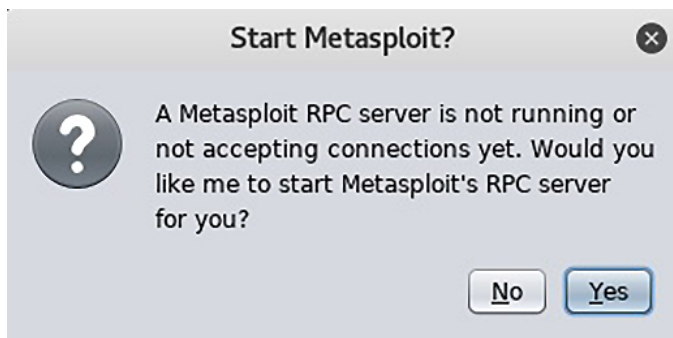 Start Metasploit?
A Metasploit RPC server is not running or
not accepting connections yet. Would you
like me to start Metasploit's RPC server
for you?
No
Yes